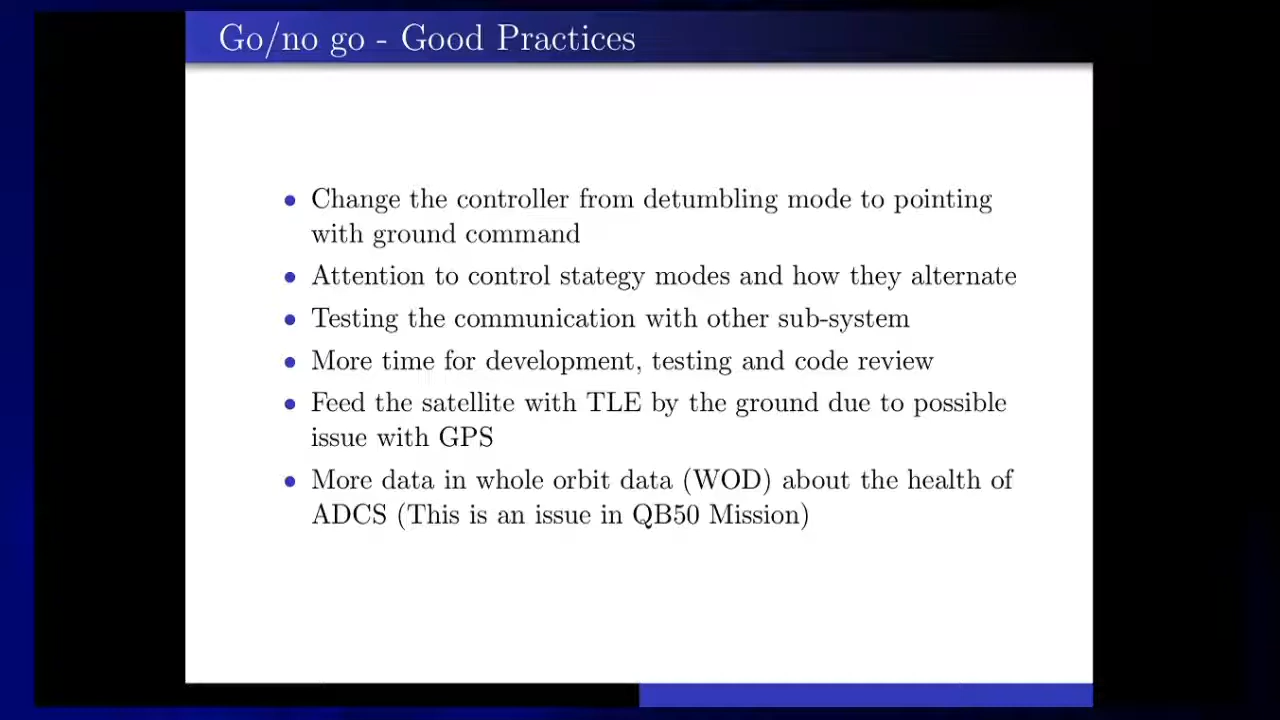 Go/no go - Good Practices
• Change the controller from detumbling mode to pointing
with ground command
• Attention to control stategy modes and how they alternate
• Testing the communication with other sub-system
• More time for development, testing and code review
• Feed the satellite with TLE by the ground due to possible
issue with GPS
• More data in whole orbit data (WOD) about the health of
ADCS (This is an issue in QB50 Mission)